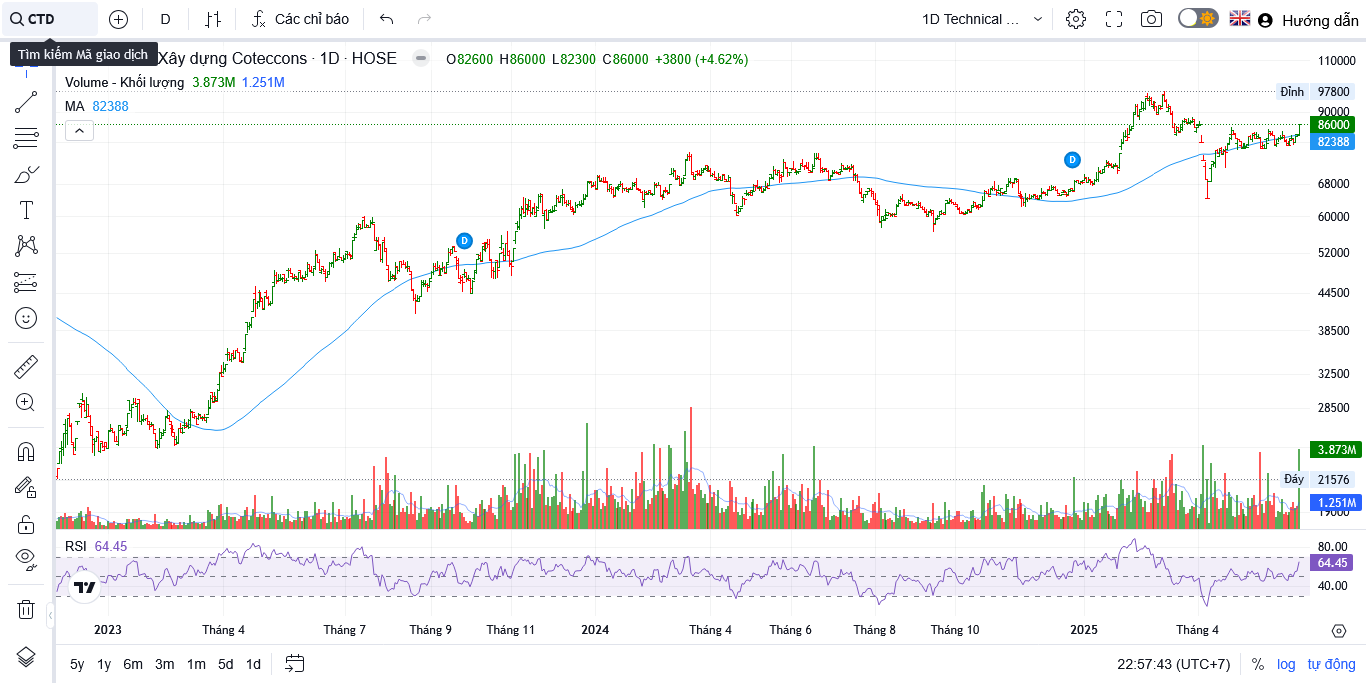 CTD
D
Các chỉ báo
1D Technical ...
Hướng dẫn
Tìm kiếm Mã giao dịch
Xây dựng Coteccons · 1D · HOSE
O82600 H86000 L82300 C86000 +3800 (+4.62%)
Volume - Khối lượng 3.873M 1.251M
MA 82388
110000
Đỉnh 97800
90000
86000
82388
68000
60000
52000
44500
38500
32500
28500
3.873M
Đáy 21576
1.251M
19000
D
D
RSI 64.45
80.00
64.45
40.00
2023 Tháng 4 Tháng 7 Tháng 9 Tháng 11 2024 Tháng 4 Tháng 6 Tháng 8 Tháng 10 2025 Tháng 4
5y 1y 6m 3m 1m 5d 1d
22:57:43 (UTC+7) % log tự động